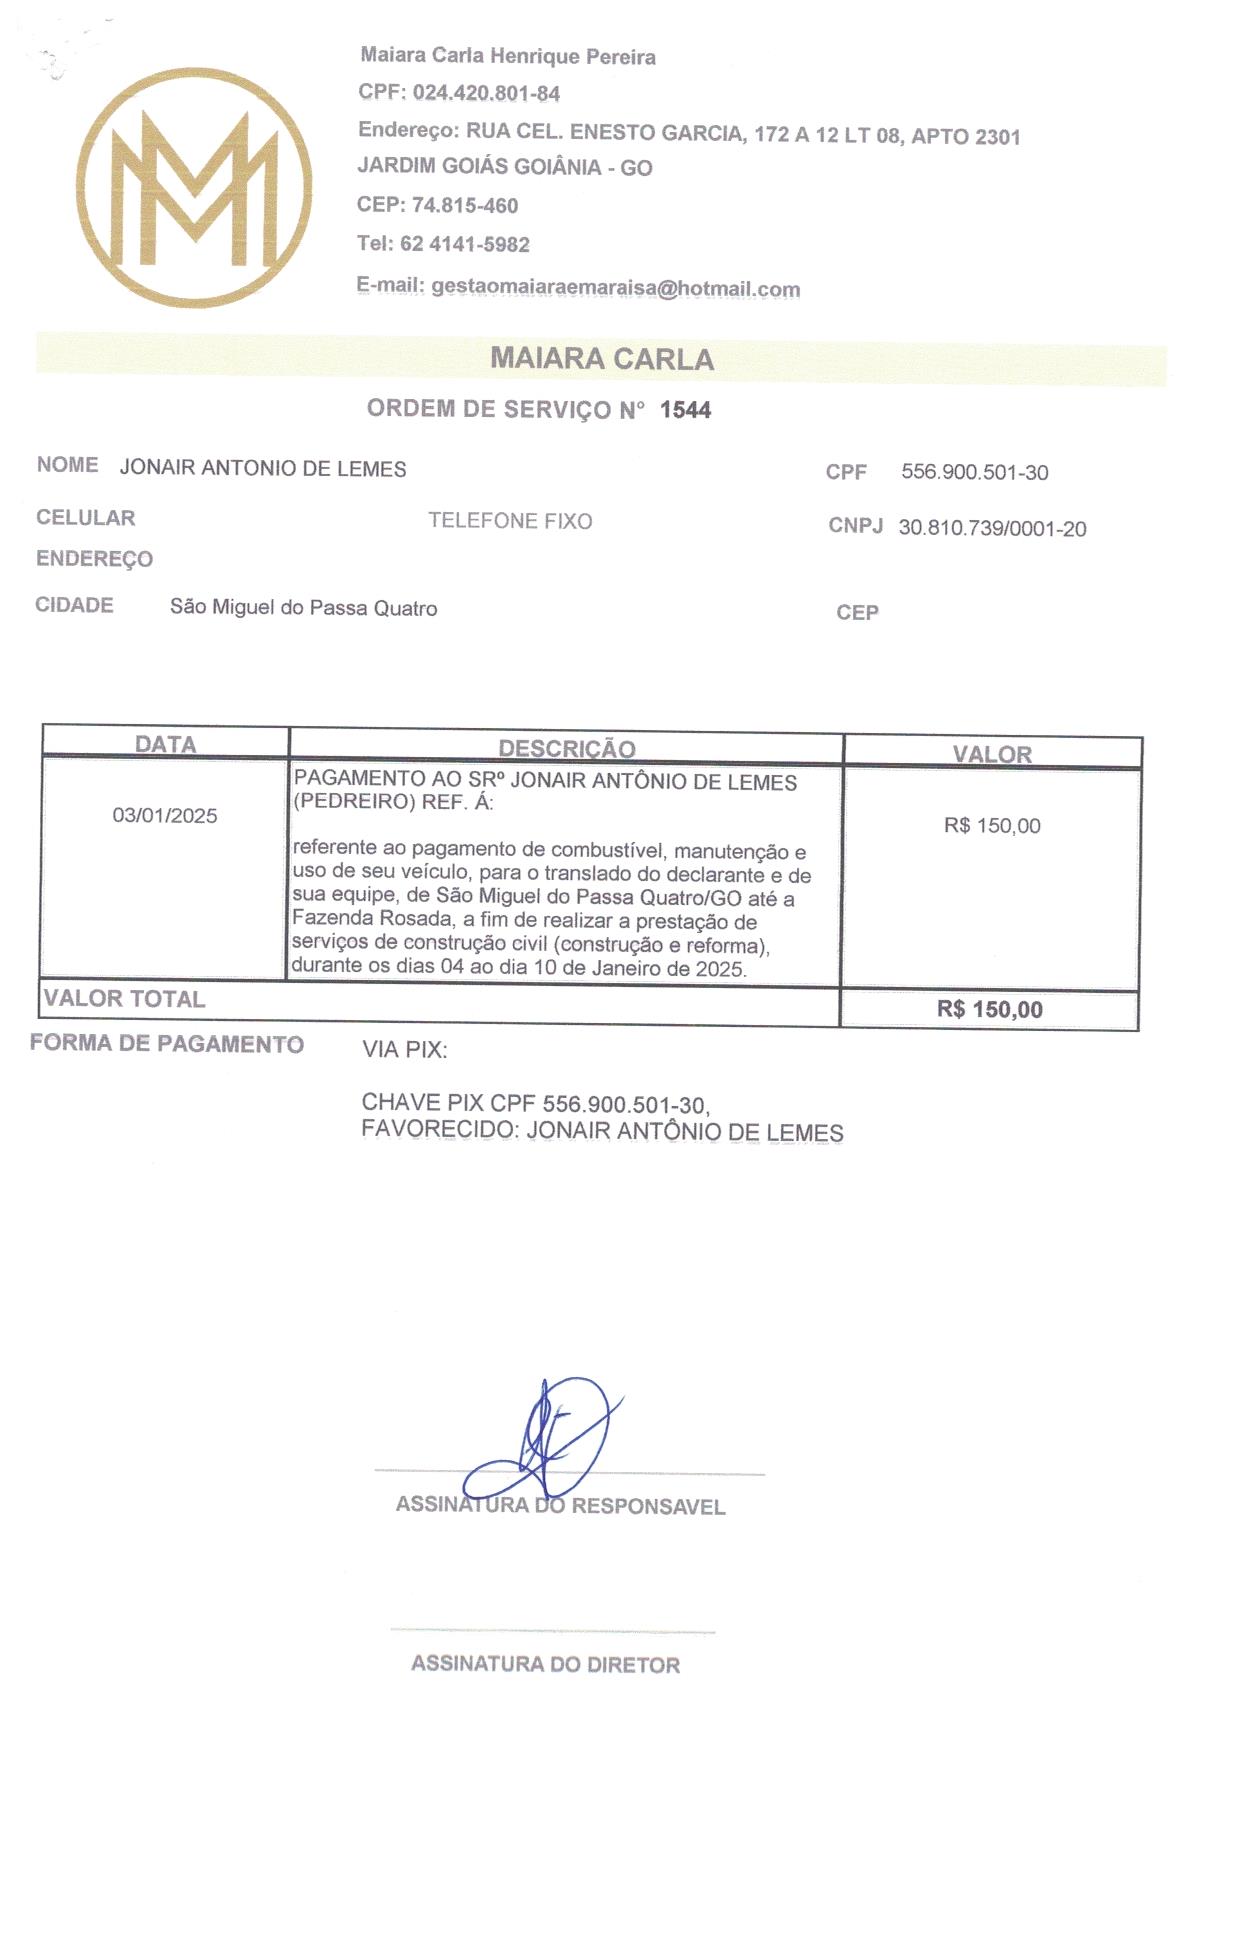 Maiara Carla Henrique Pereira
CPF: 024.420.801-84
Endereço: RUA CEL. ENESTO GARCIA, 172 A 12 LT 08, APTO 2301
JARDIM GOIÁS GOIÂNIA - GO
CEP: 74.815-460
Tel: 62 4141-5982
E-mail: gestaomaiaraemaraisa@hotmail.com
MAIARA CARLA
ORDEM DE SERVIÇO Nº 1544
NOME JONAIR ANTONIO DE LEMES CPF 556.900.501-30
CELULAR TELEFONE FIXO CNPJ 30.810.739/0001-20
ENDEREÇO
CIDADE São Miguel do Passa Quatro CEP
DATA DESCRIÇÃO VALOR
PAGAMENTO AO SRº JONAIR ANTÔNIO DE LEMES
(PEDREIRO) REF. Á:
03/01/2025 R$ 150,00
referente ao pagamento de combustível, manutenção e
uso de seu veículo, para o translado do declarante e de
sua equipe, de São Miguel do Passa Quatro/GO até a
Fazenda Rosada, a fim de realizar a prestação de
serviços de construção civil (construção e reforma),
durante os dias 04 ao dia 10 de Janeiro de 2025.
VALOR TOTAL R$ 150,00
FORMA DE PAGAMENTO VIA PIX:
CHAVE PIX CPF 556.900.501-30,
FAVORECIDO: JONAIR ANTÔNIO DE LEMES
ASSINATURA DO RESPONSAVEL
ASSINATURA DO DIRETOR